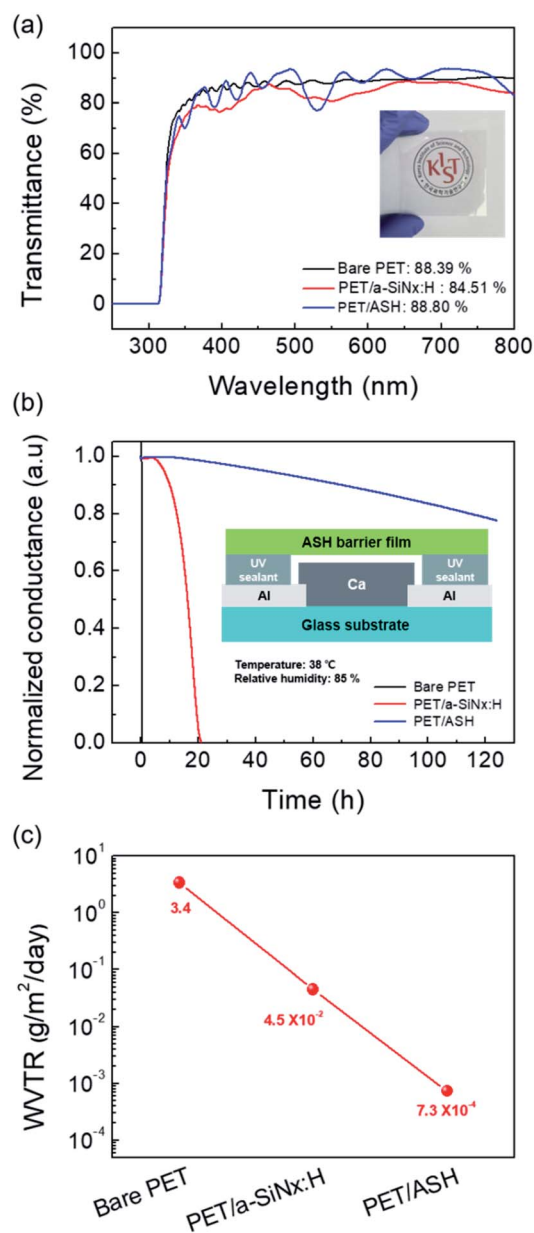 (a)
100
80
60
40
20
0
Transmittance (%)
KIST
Bare PET: 88.39 %
PET/a-SiNx:H : 84.51 %
PET/ASH: 88.80 %
300 400 500 600 700 800
Wavelength (nm)
(b)
1.0
0.8
0.6
0.4
0.2
0.0
Normalized conductance (a.u)
ASH barrier film
UV
sealant
Ca
UV
sealant
Al
Al
Glass substrate
Temperature: 38 ℃
Relative humidity: 85 %
Bare PET
PET/a-SiNx:H
PET/ASH
0 20 40 60 80 100 120
Time (h)
(c)
10¹
10⁰
10⁻¹
10⁻²
10⁻³
10⁻⁴
WVTR (g/m²/day)
3.4
4.5 X10⁻²
7.3 X10⁻⁴
Bare PET
PET/a-SiNx:H
PET/ASH